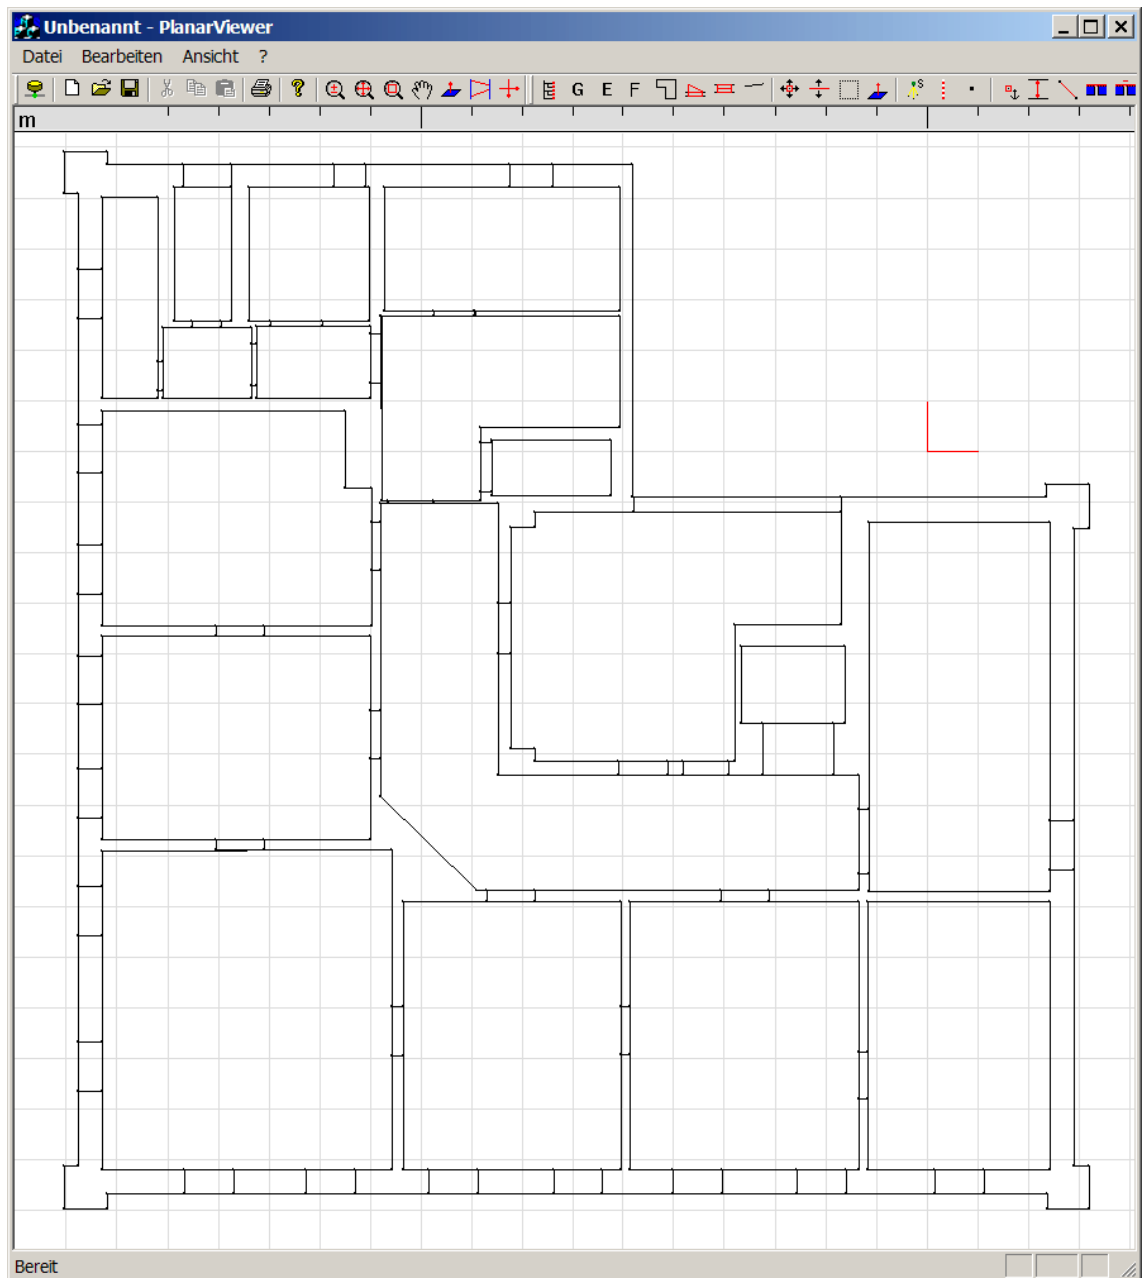 Unbenannt - PlanarViewer
Datei Bearbeiten Ansicht ?
G E F S
m
Bereit